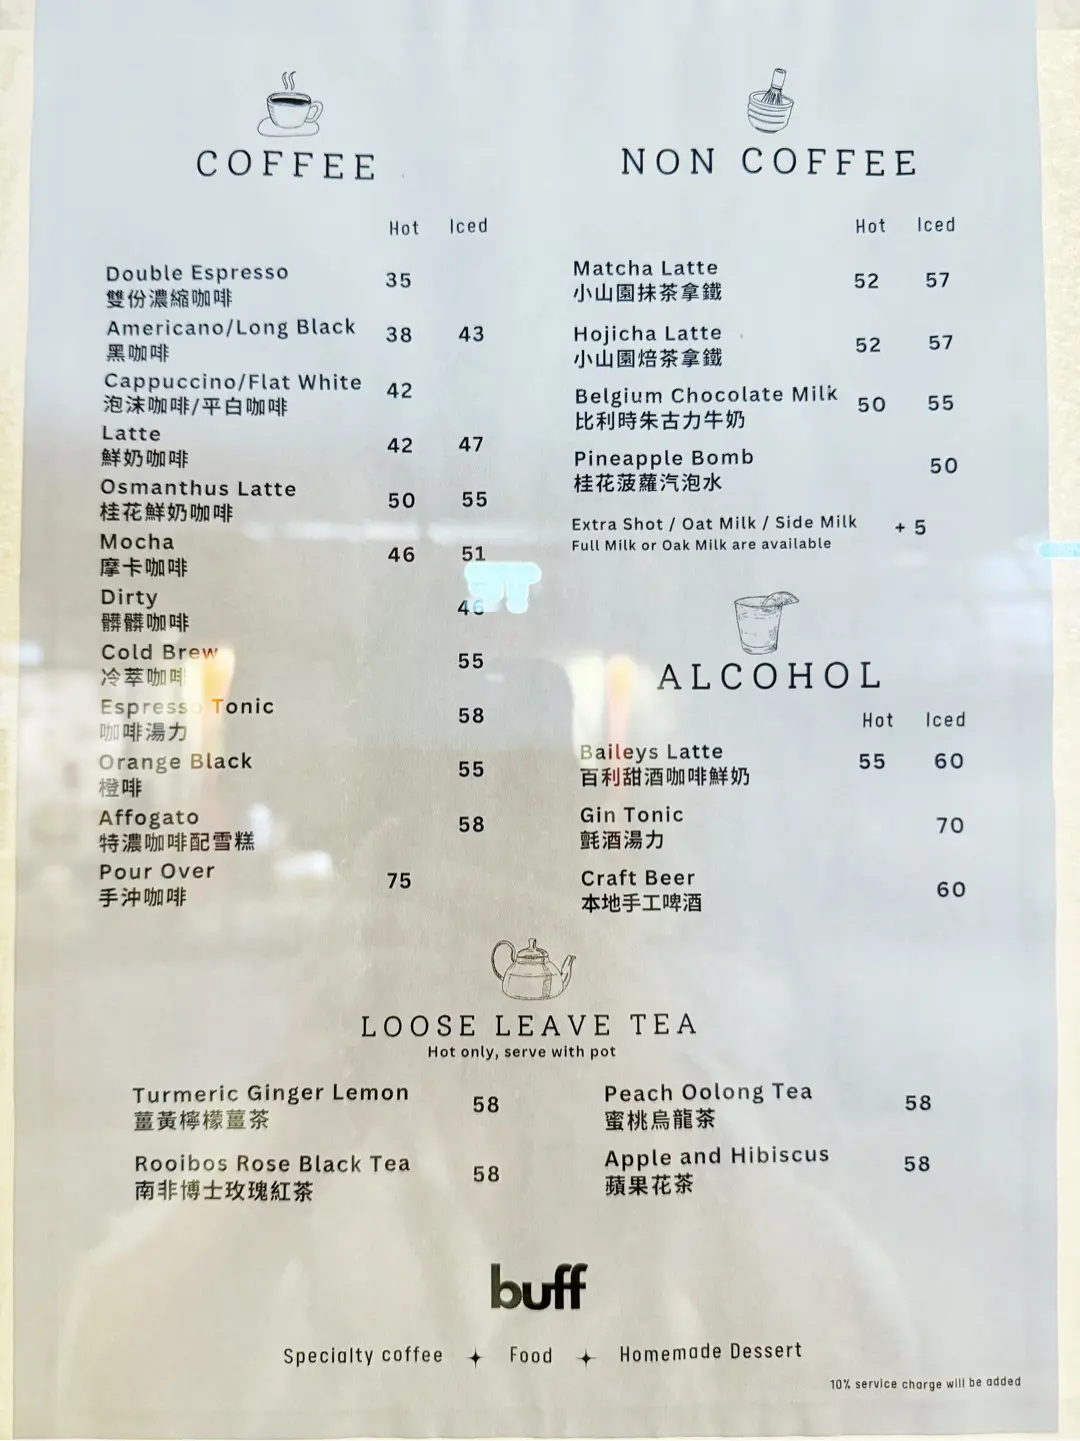 COFFEE
Hot Iced
Double Espresso 35
雙份濃縮咖啡
Americano/Long Black 38 43
黑咖啡
Cappuccino/Flat White 42
泡沫咖啡/平白咖啡
Latte 42 47
鮮奶咖啡
Osmanthus Latte 50 55
桂花鮮奶咖啡
Mocha 46 51
摩卡咖啡
Dirty 46
髒髒咖啡
Cold Brew 55
冷萃咖啡
Espresso Tonic 58
咖啡湯力
Orange Black 55
橙啡
Affogato 58
特濃咖啡配雪糕
Pour Over 75
手沖咖啡
NON COFFEE
Hot Iced
Matcha Latte 52 57
小山園抹茶拿鐵
Hojicha Latte 52 57
小山園焙茶拿鐵
Belgium Chocolate Milk 50 55
比利時朱古力牛奶
Pineapple Bomb 50
桂花菠蘿汽泡水
Extra Shot / Oat Milk / Side Milk + 5
Full Milk or Oak Milk are available
ALCOHOL
Hot Iced
Baileys Latte 55 60
百利甜酒咖啡鮮奶
Gin Tonic 70
氈酒湯力
Craft Beer 60
本地手工啤酒
LOOSE LEAVE TEA
Hot only, serve with pot
Turmeric Ginger Lemon 58
薑黃檸檬薑茶
Rooibos Rose Black Tea 58
南非博士玫瑰紅茶
Peach Oolong Tea 58
蜜桃烏龍茶
Apple and Hibiscus 58
蘋果花茶
buff
Specialty coffee Food Homemade Dessert
10% service charge will be added